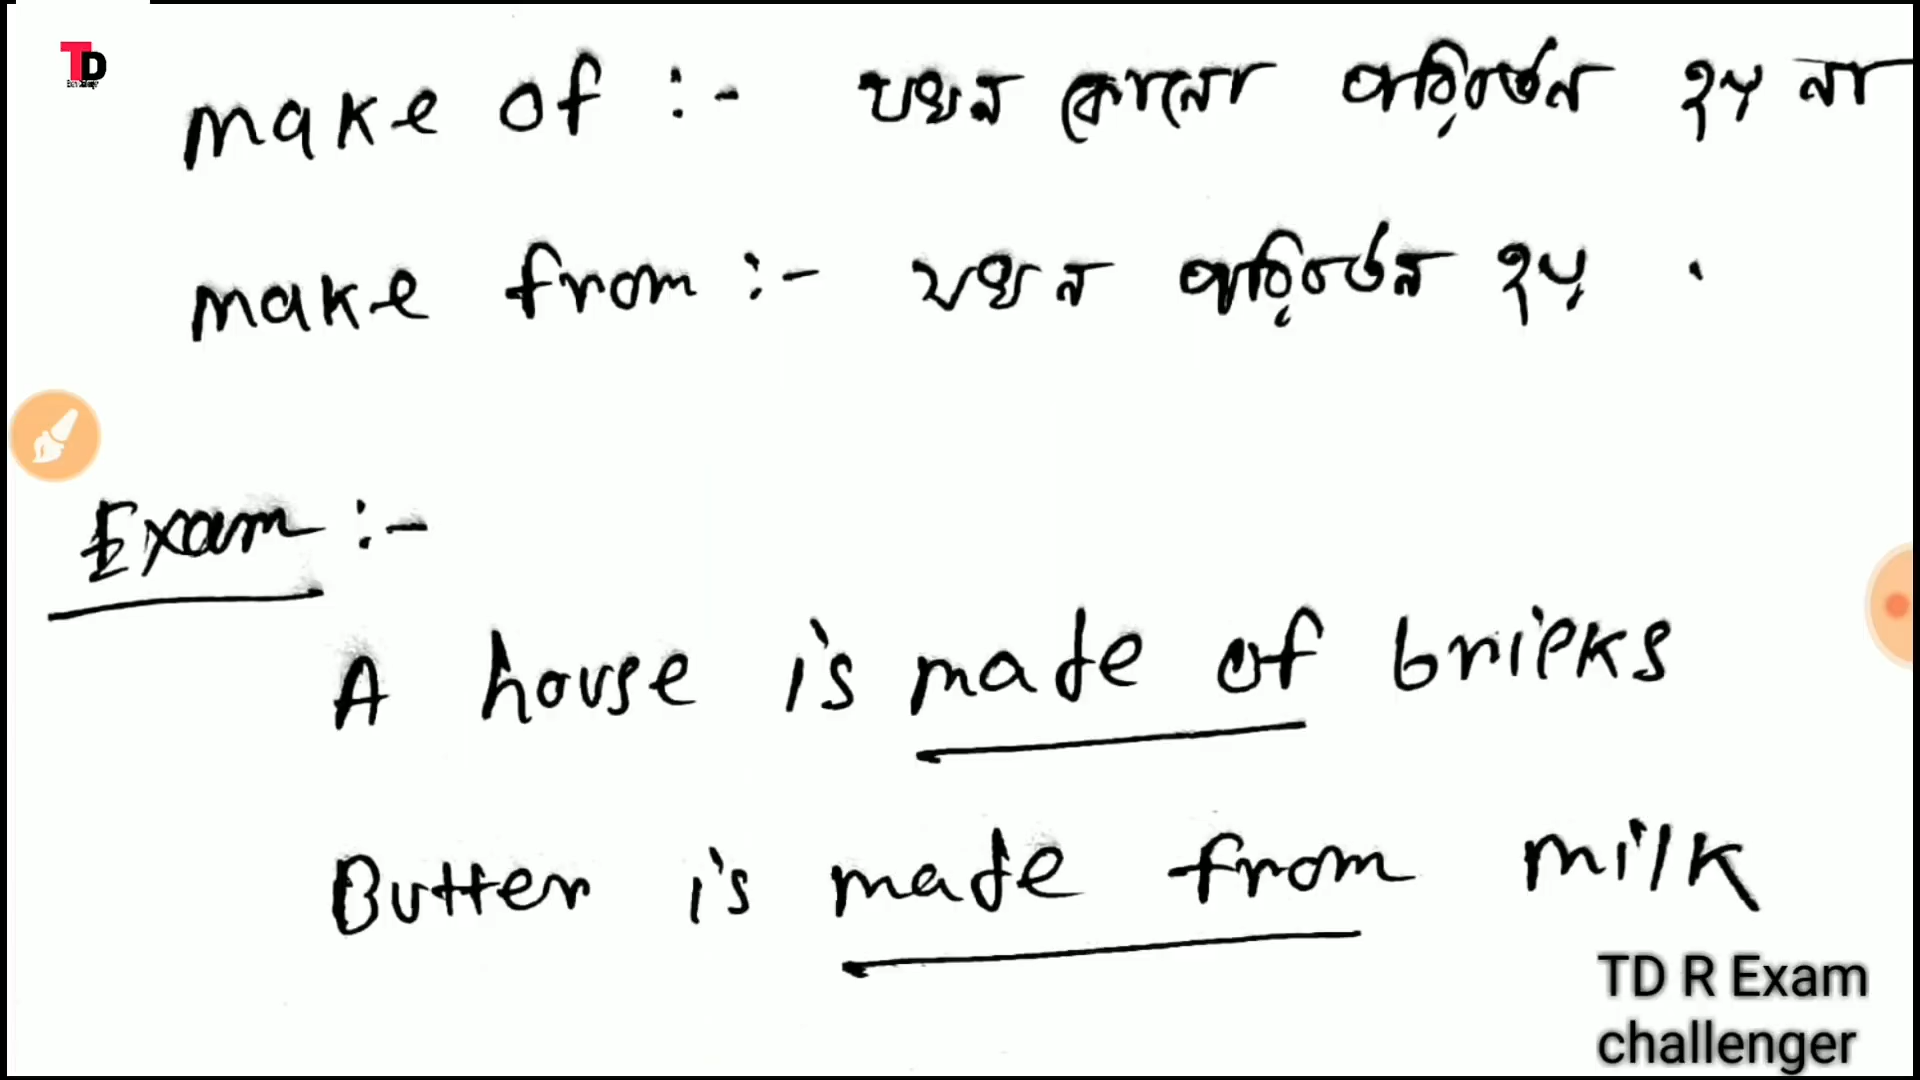 TD
make of :- যখন কোনো পরিবর্তন হয় না
make from :- যখন পরিবর্তন হয় .
Exam :-
A house is made of bricks
Butter is made from milk
TD R Exam
challenger